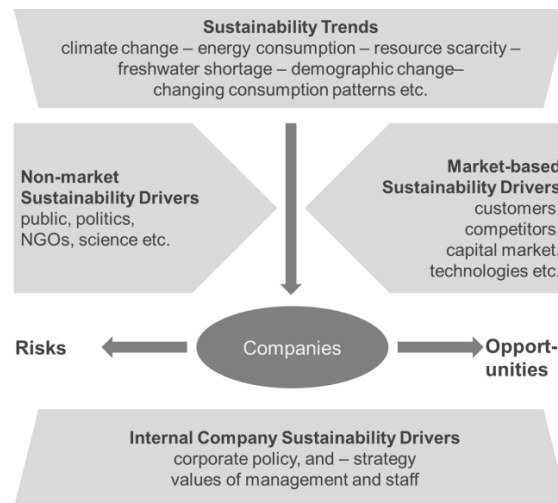 Sustainability Trends
climate change – energy consumption – resource scarcity –
freshwater shortage – demographic change–
changing consumption patterns etc.
Non-market
Sustainability Drivers
public, politics,
NGOs, science etc.
Market-based
Sustainability Drivers
customers,
competitors,
capital market,
technologies etc.
Risks
Companies
Opport-
unities
Internal Company Sustainability Drivers
corporate policy, and – strategy
values of management and staff